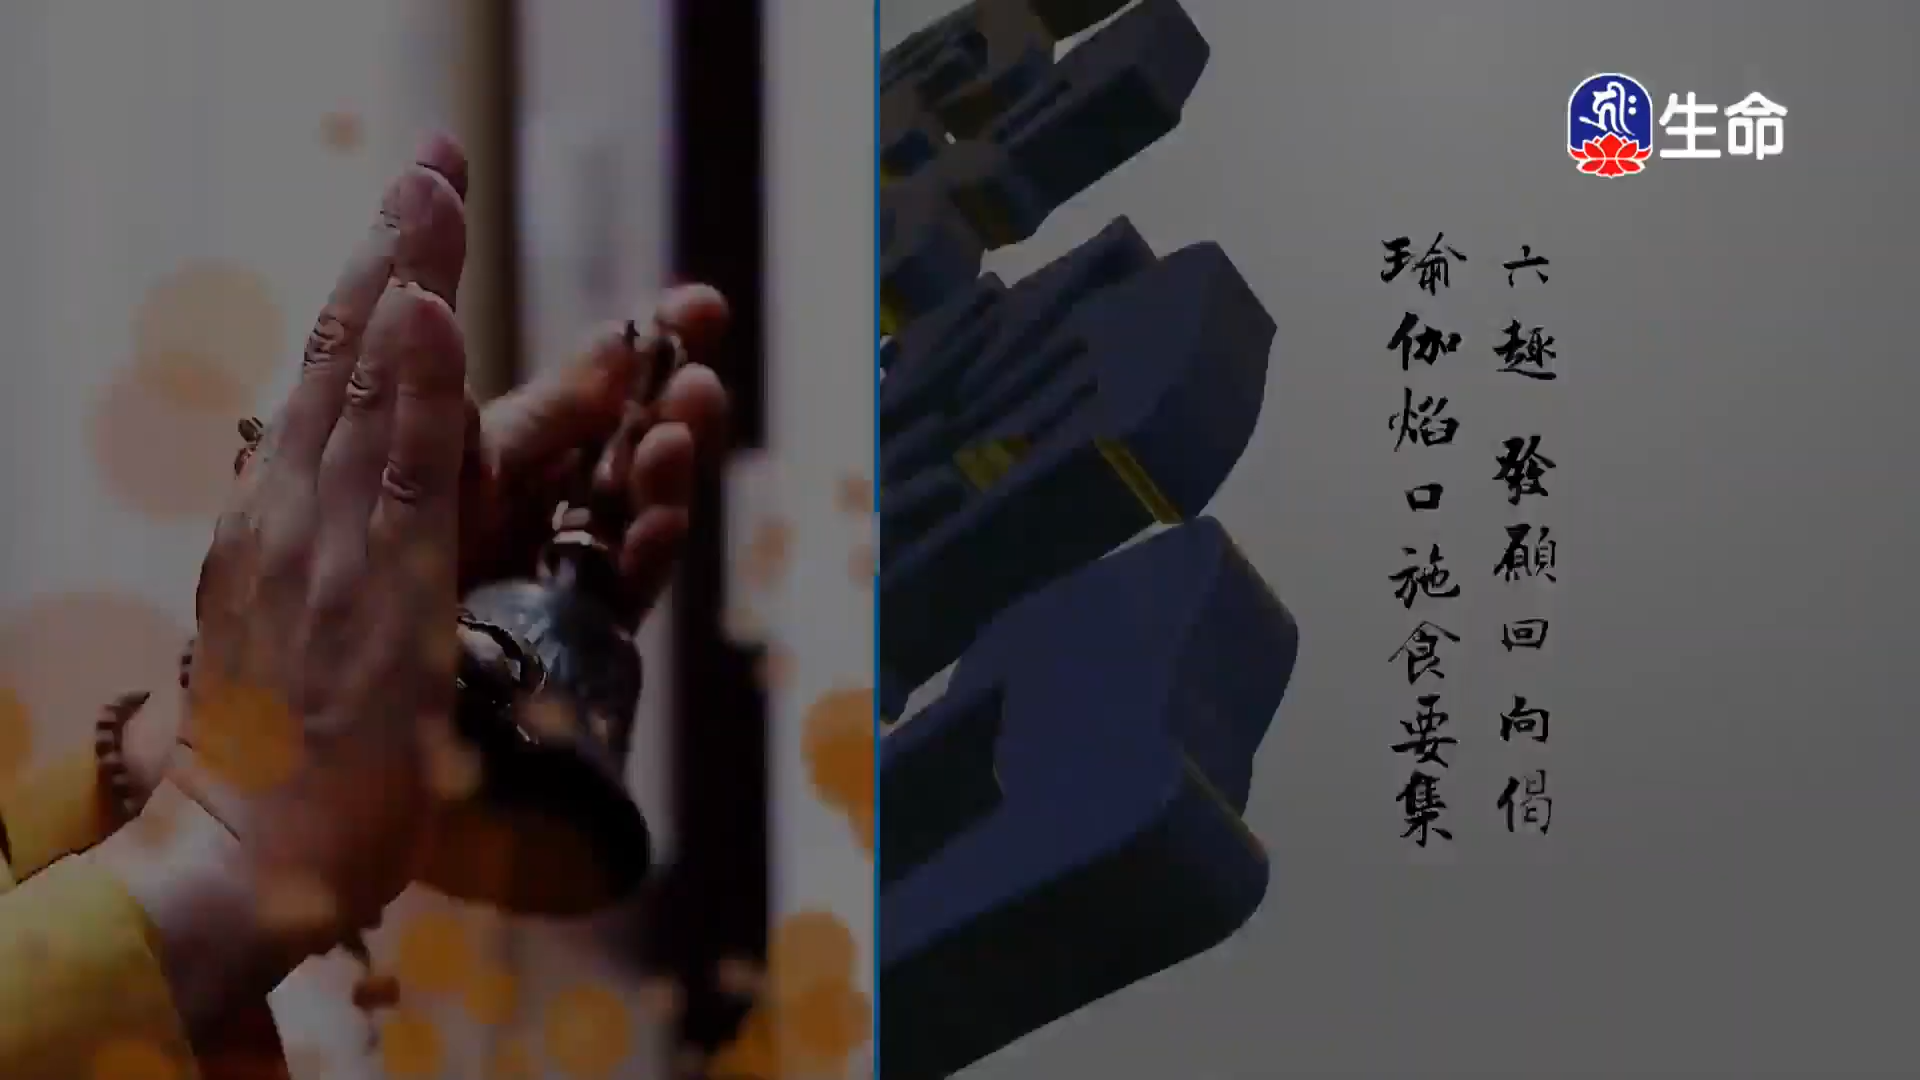 生命
六趣發願回向偈
瑜伽焰口施食要集